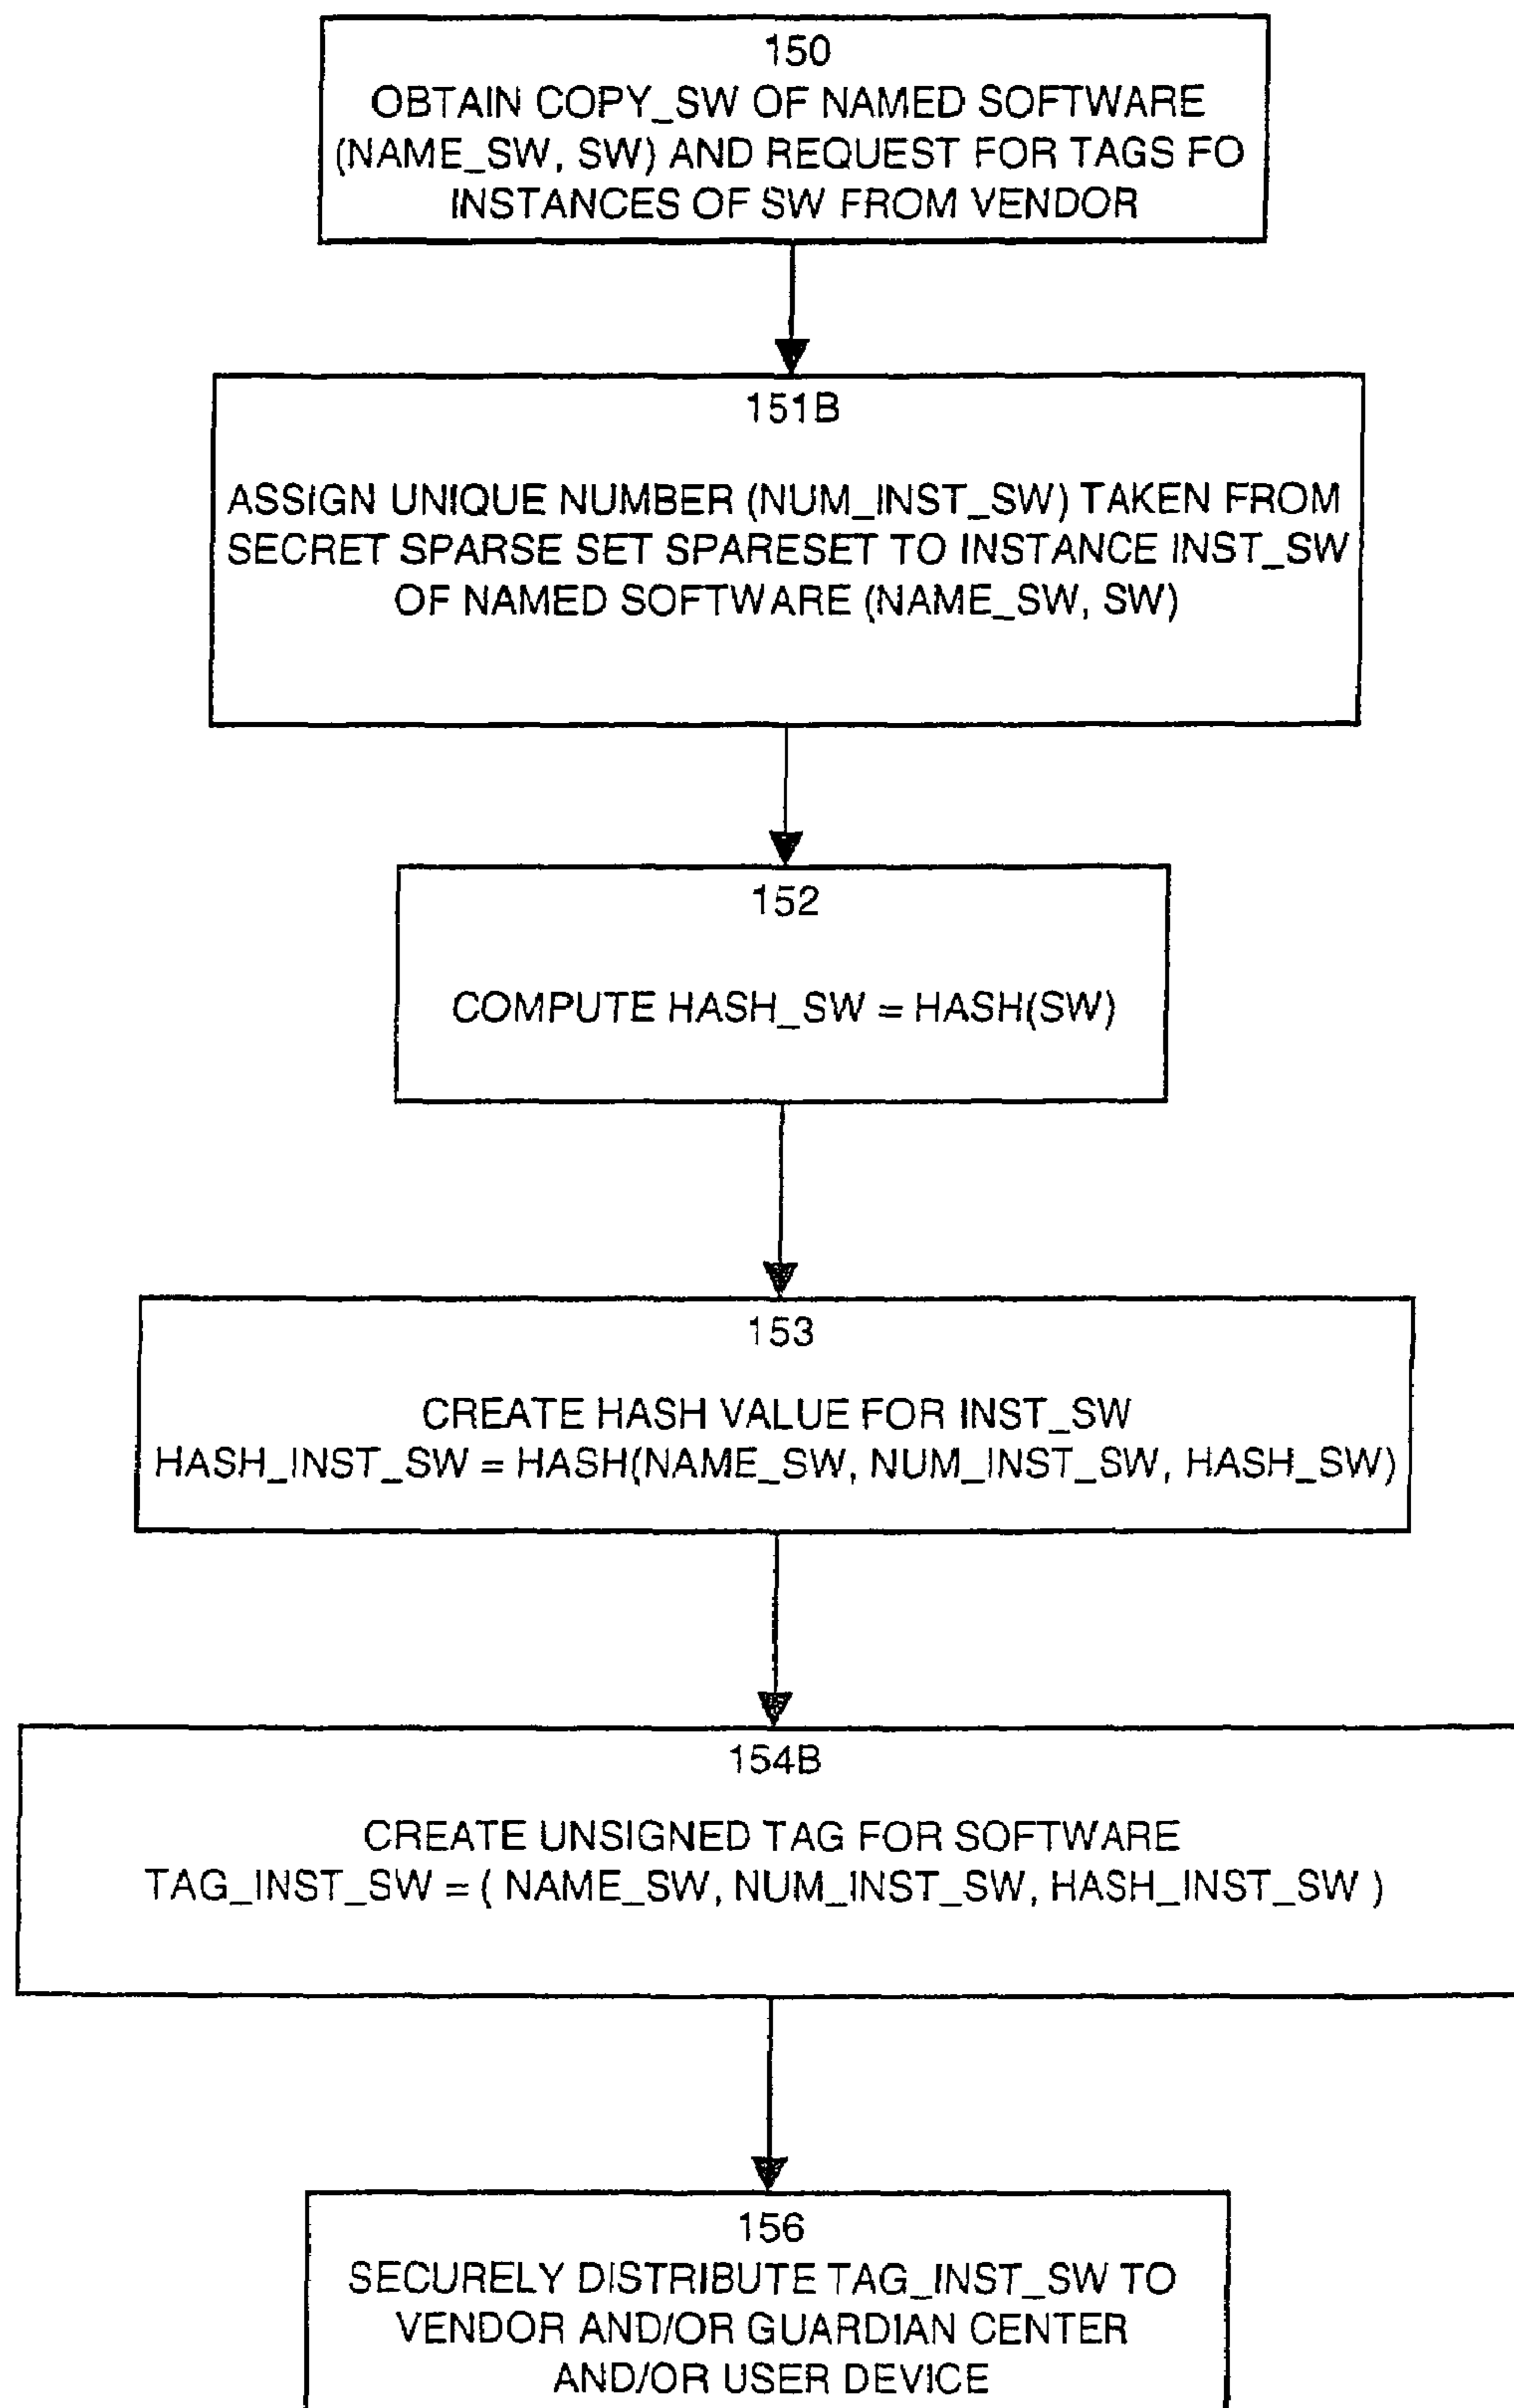 150
OBTAIN COPY_SW OF NAMED SOFTWARE
(NAME_SW, SW) AND REQUEST FOR TAGS FO
INSTANCES OF SW FROM VENDOR
151B
ASSIGN UNIQUE NUMBER (NUM_INST_SW) TAKEN FROM
SECRET SPARSE SET SPARESET TO INSTANCE INST_SW
OF NAMED SOFTWARE (NAME_SW, SW)
152
COMPUTE HASH_SW = HASH(SW)
153
CREATE HASH VALUE FOR INST_SW
HASH_INST_SW = HASH(NAME_SW, NUM_INST_SW, HASH_SW)
154B
CREATE UNSIGNED TAG FOR SOFTWARE
TAG_INST_SW = ( NAME_SW, NUM_INST_SW, HASH_INST_SW )
156
SECURELY DISTRIBUTE TAG_INST_SW TO
VENDOR AND/OR GUARDIAN CENTER
AND/OR USER DEVICE